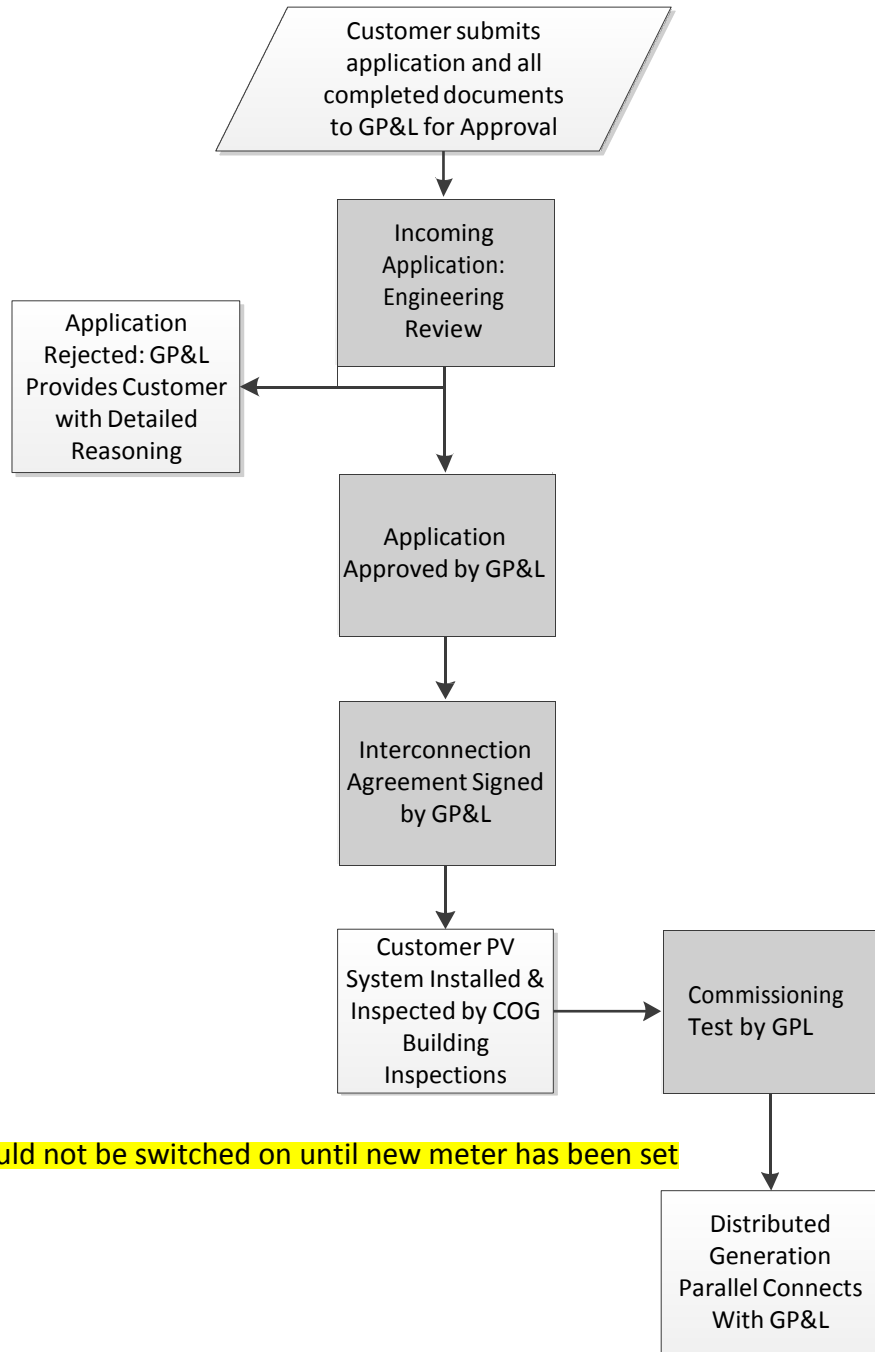 Customer submits
application and all
completed documents
to GP&L for Approval
Incoming
Application:
Engineering
Review
Application
Rejected: GP&L
Provides Customer
with Detailed
Reasoning
Application
Approved by GP&L
Interconnection
Agreement Signed
by GP&L
Customer PV
System Installed &
Inspected by COG
Building
Inspections
Commissioning
Test by GPL
not be switched on until new meter has been set
Distributed
Generation
Parallel Connects
With GP&L